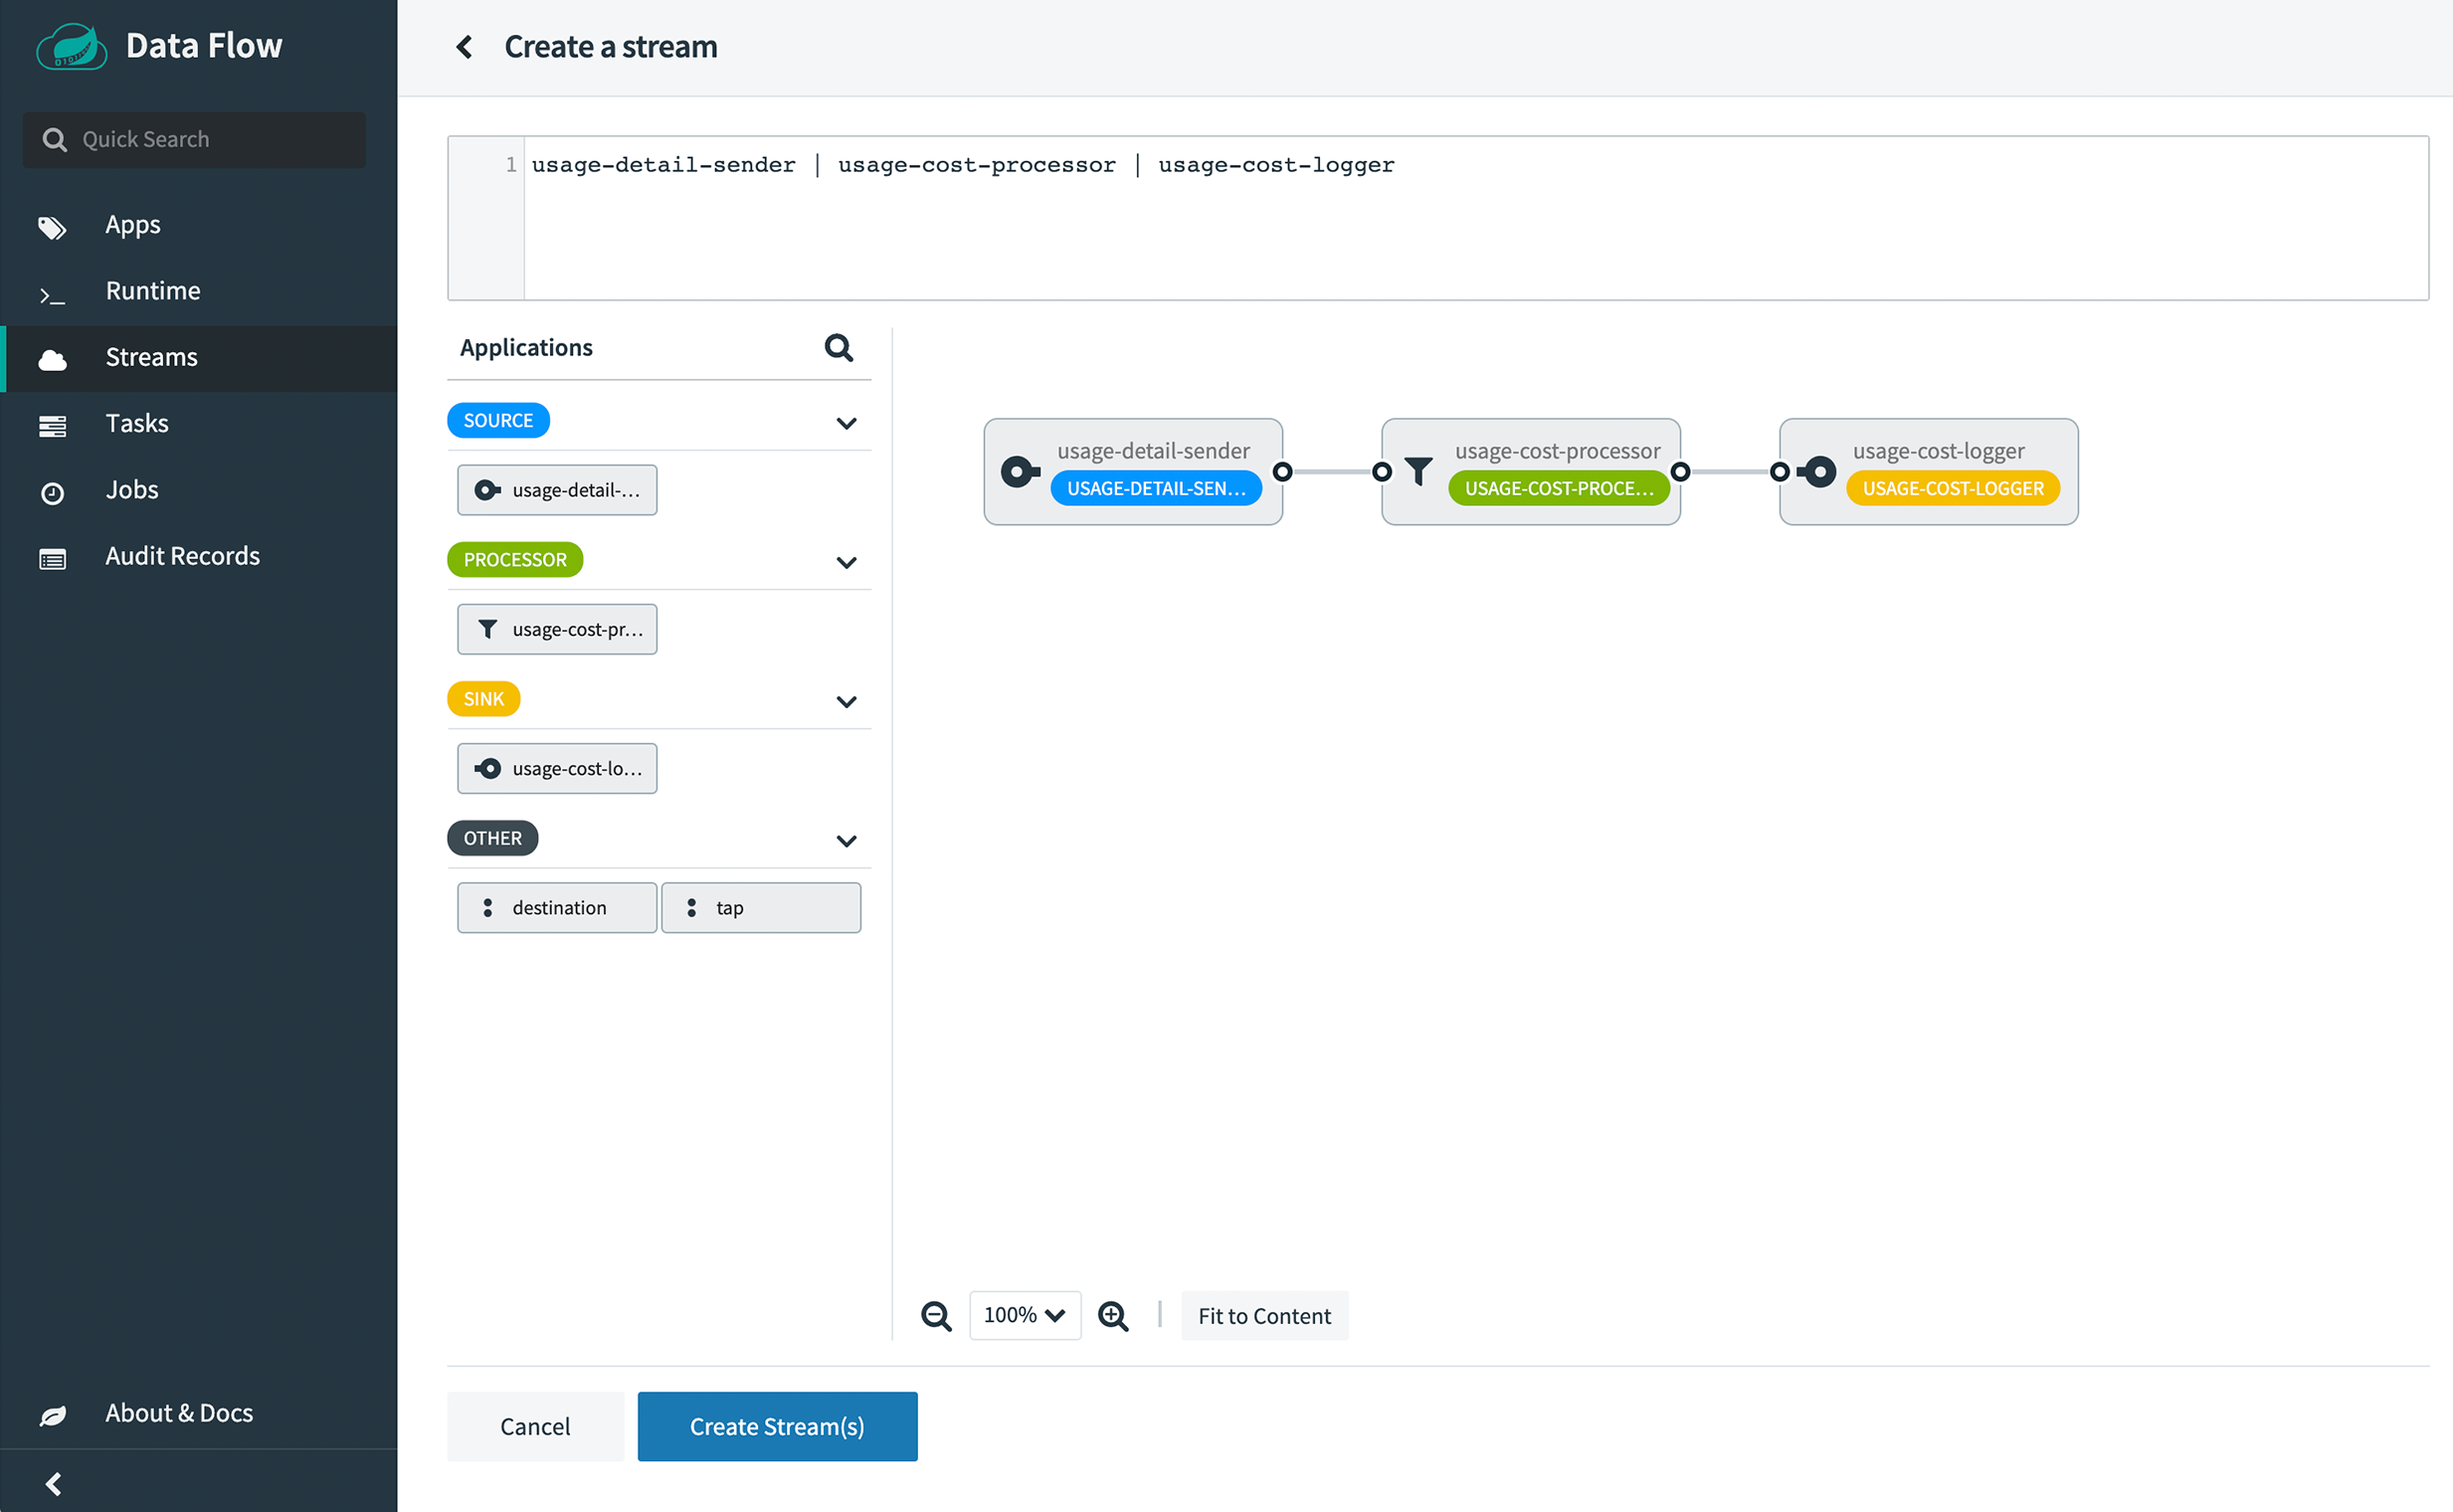 Data Flow
Quick Search
Apps
Runtime
Streams
Tasks
Jobs
Audit Records
About & Docs
Create a stream
1 usage-detail-sender | usage-cost-processor | usage-cost-logger
Applications
SOURCE
usage-detail-...
PROCESSOR
usage-cost-pr...
SINK
usage-cost-lo...
OTHER
destination
tap
usage-detail-sender
USAGE-DETAIL-SEN...
usage-cost-processor
USAGE-COST-PROCE...
usage-cost-logger
USAGE-COST-LOGGER
100%
Fit to Content
Cancel
Create Stream(s)